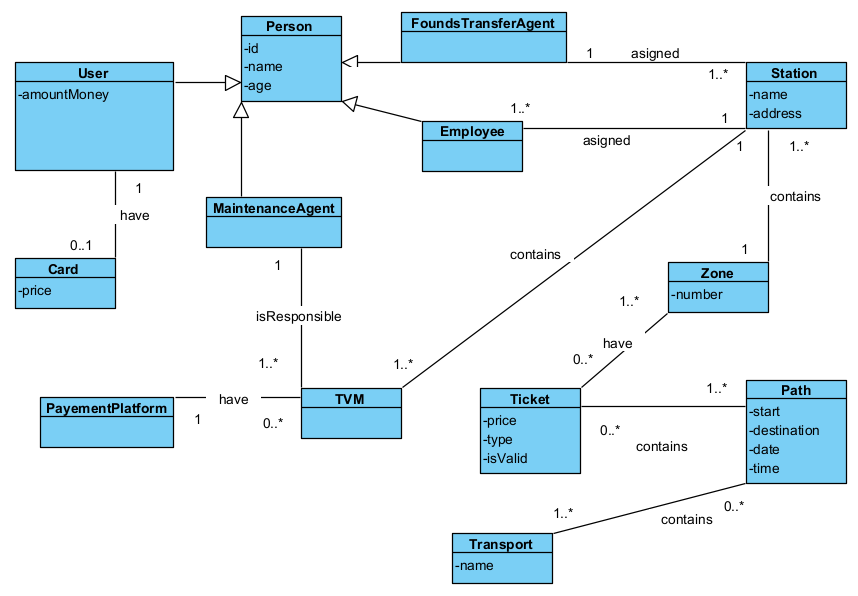 Person
-id
-name
-age
FoundsTransferAgent
1
asigned
1..*
Station
-name
-address
User
-amountMoney
1..*
Employee
asigned
1
1
1..*
1
have
0..1
Card
-price
MaintenanceAgent
1
isResponsible
1..*
contains
1..*
contains
1
Zone
-number
1..*
have
0..*
PayementPlatform
have
1
0..*
TVM
Ticket
-price
-type
-isValid
1..*
0..*
contains
Path
-start
-destination
-date
-time
1..*
contains
0..*
Transport
-name